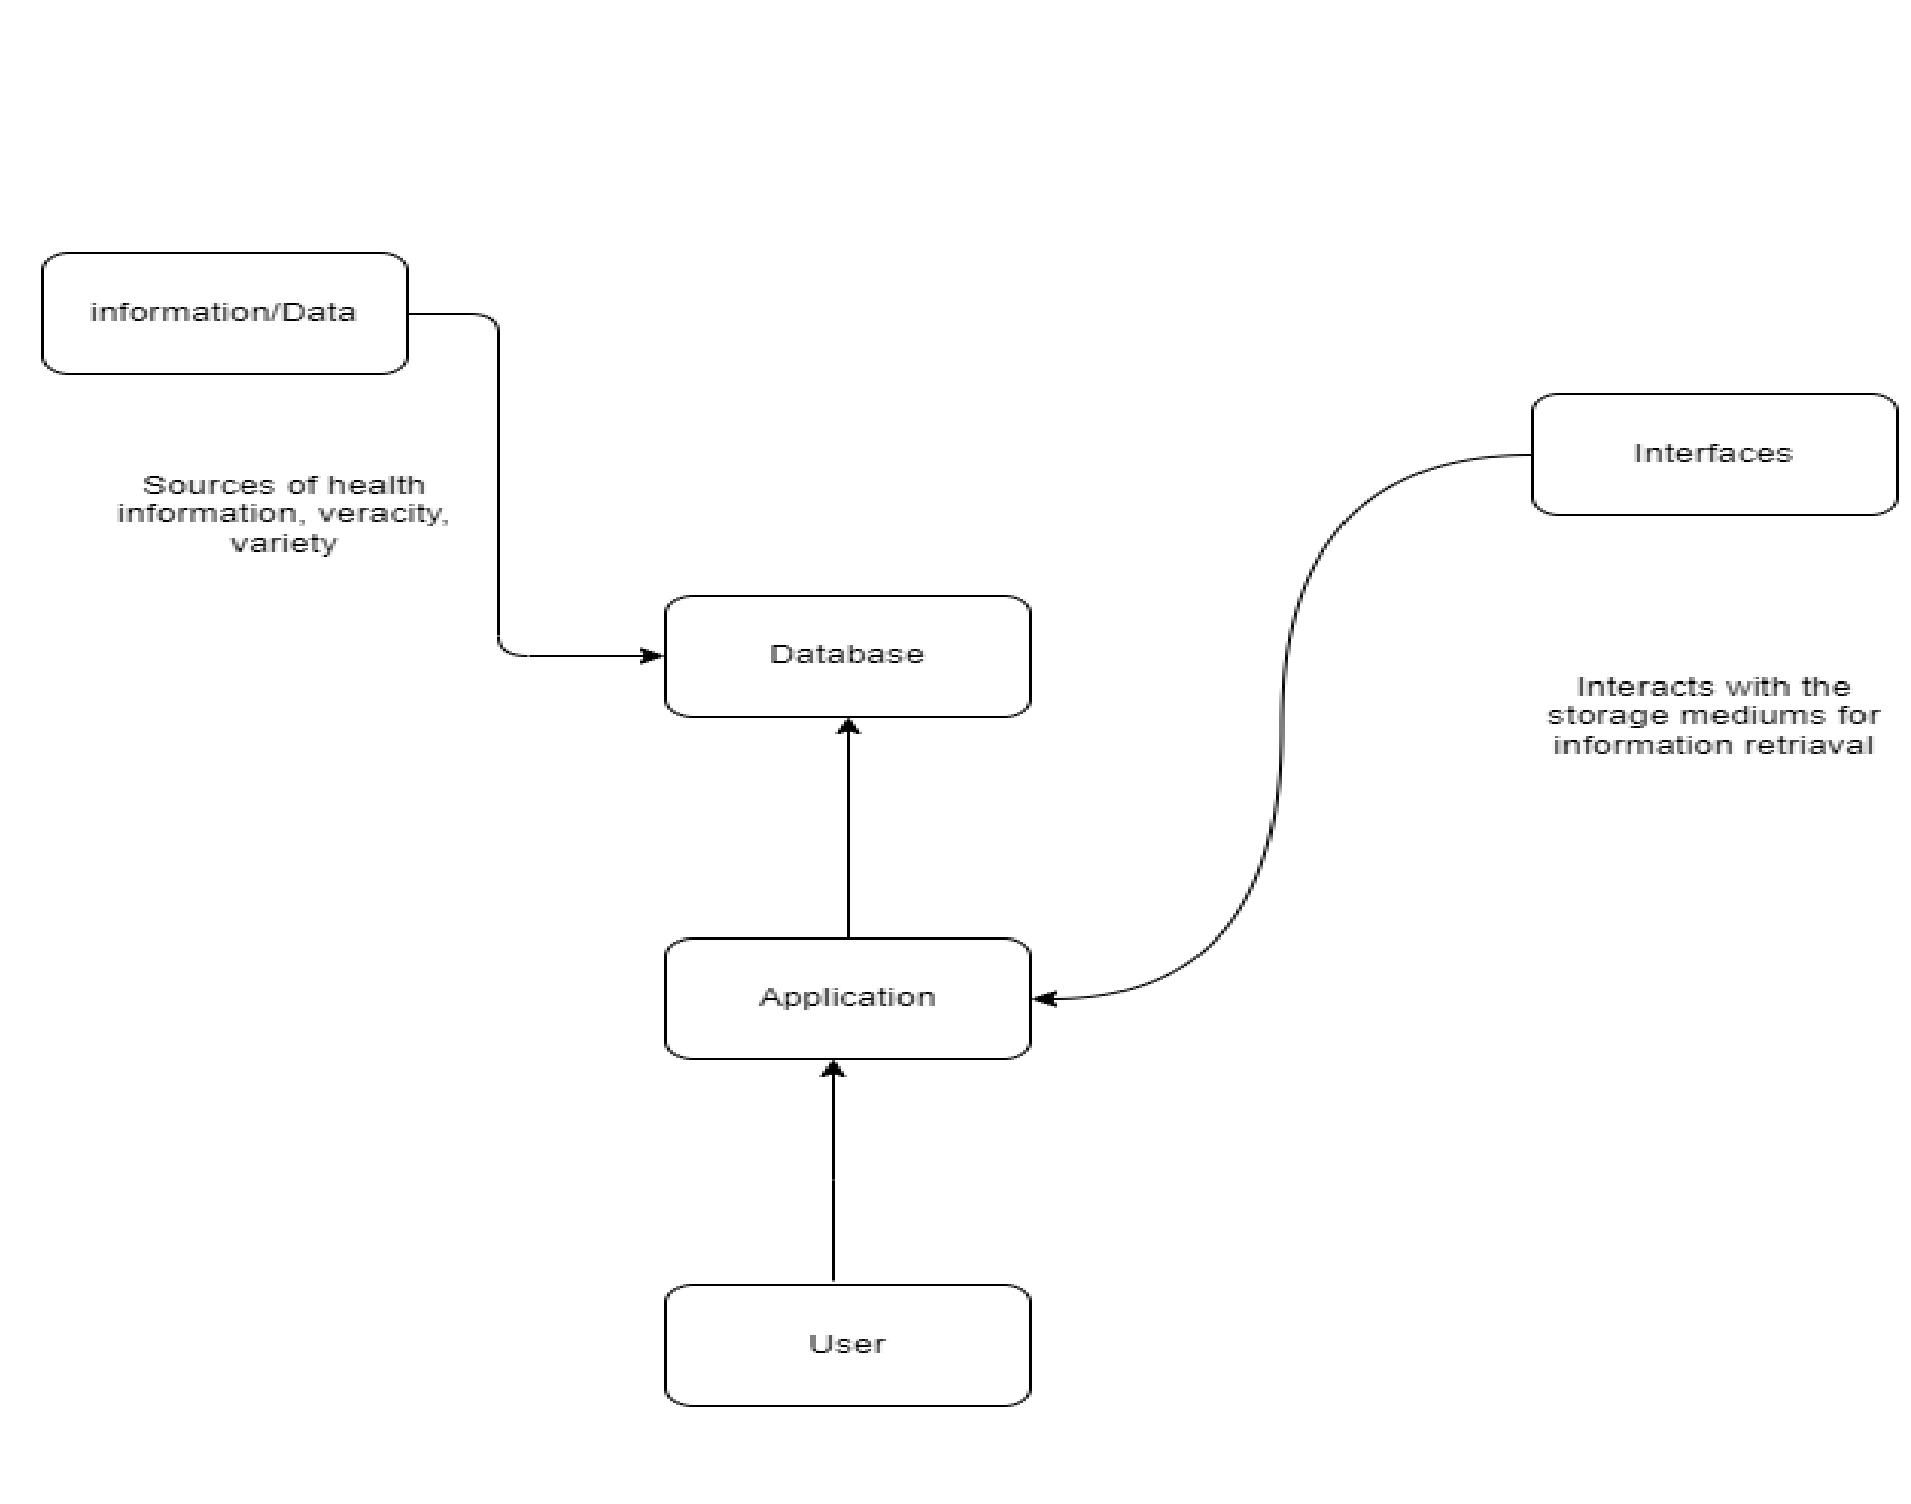 information/Data
Sources of health
information, veracity,
variety
Interfaces
Database
Interacts with the
storage mediums for
information retriaval
Application
User